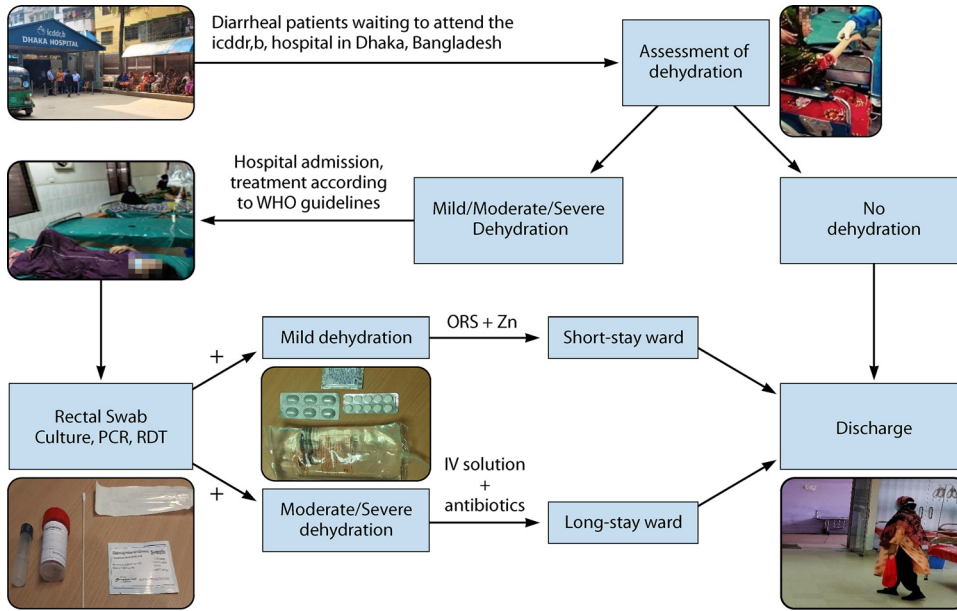 Diarrheal patients waiting to attend the
icddr,b, hospital in Dhaka, Bangladesh
icddr,b
DHAKA HOSPITAL
Assessment of
dehydration
Hospital admission,
treatment according
to WHO guidelines
Mild/Moderate/Severe
Dehydration
No
dehydration
Mild dehydration
ORS + Zn
Short-stay ward
+
Rectal Swab
Culture, PCR, RDT
Discharge
+
IV solution
+
antibiotics
Moderate/Severe
dehydration
Long-stay ward